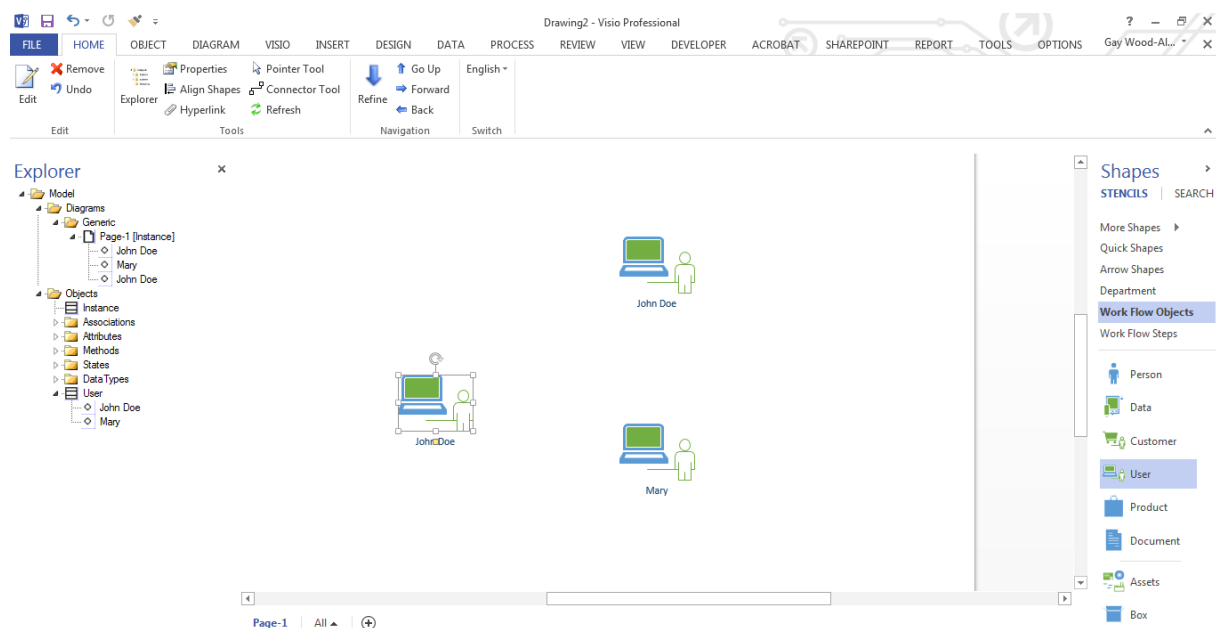 Drawing2 - Visio Professional
?
FILE HOME OBJECT DIAGRAM VISIO INSERT DESIGN DATA PROCESS REVIEW VIEW DEVELOPER ACROBAT SHAREPOINT REPORT TOOLS OPTIONS Gay Wood-Al...
Remove Properties Pointer Tool Go Up English
Undo Align Shapes Connector Tool Forward
Edit Explorer Hyperlink Refresh Refine Back
Edit Tools Navigation Switch
Explorer
Model
Diagrams
Generic
Page-1 [Instance]
John Doe
Mary
John Doe
Objects
Instance
Associations
Attributes
Methods
States
DataTypes
User
John Doe
Mary
John Doe
John Doe
Mary
Page-1 All
Shapes
STENCILS SEARCH
More Shapes
Quick Shapes
Arrow Shapes
Department
Work Flow Objects
Work Flow Steps
Person
Data
Customer
User
Product
Document
Assets
Box